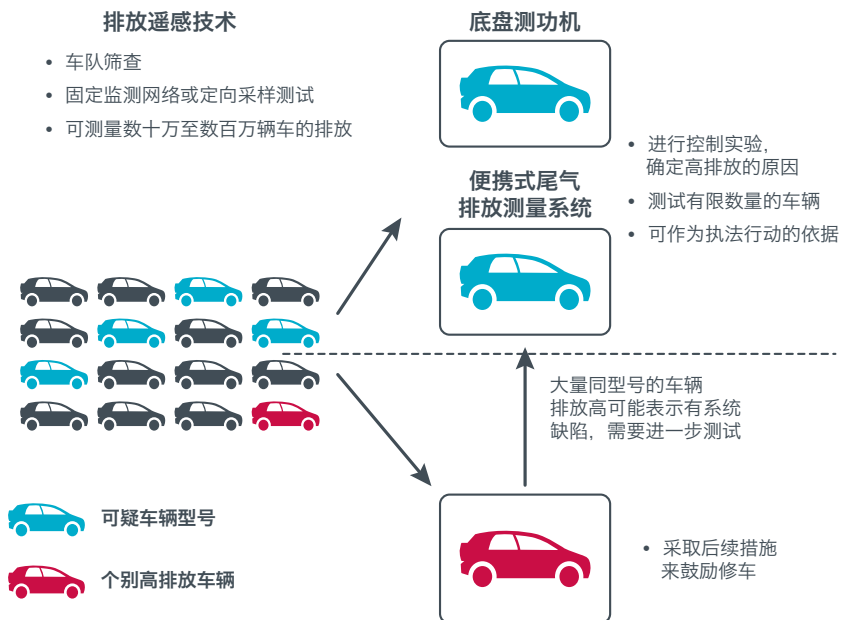 排放遥感技术
• 车队筛查
• 固定监测网络或定向采样测试
• 可测量数十万至数百万辆车的排放
底盘测功机
便携式尾气
排放测量系统
• 进行控制实验,
确定高排放的原因
• 测试有限数量的车辆
• 可作为执法行动的依据
大量同型号的车辆
排放高可能表示有系统
缺陷，需要进一步测试
可疑车辆型号
个别高排放车辆
• 采取后续措施
来鼓励修车